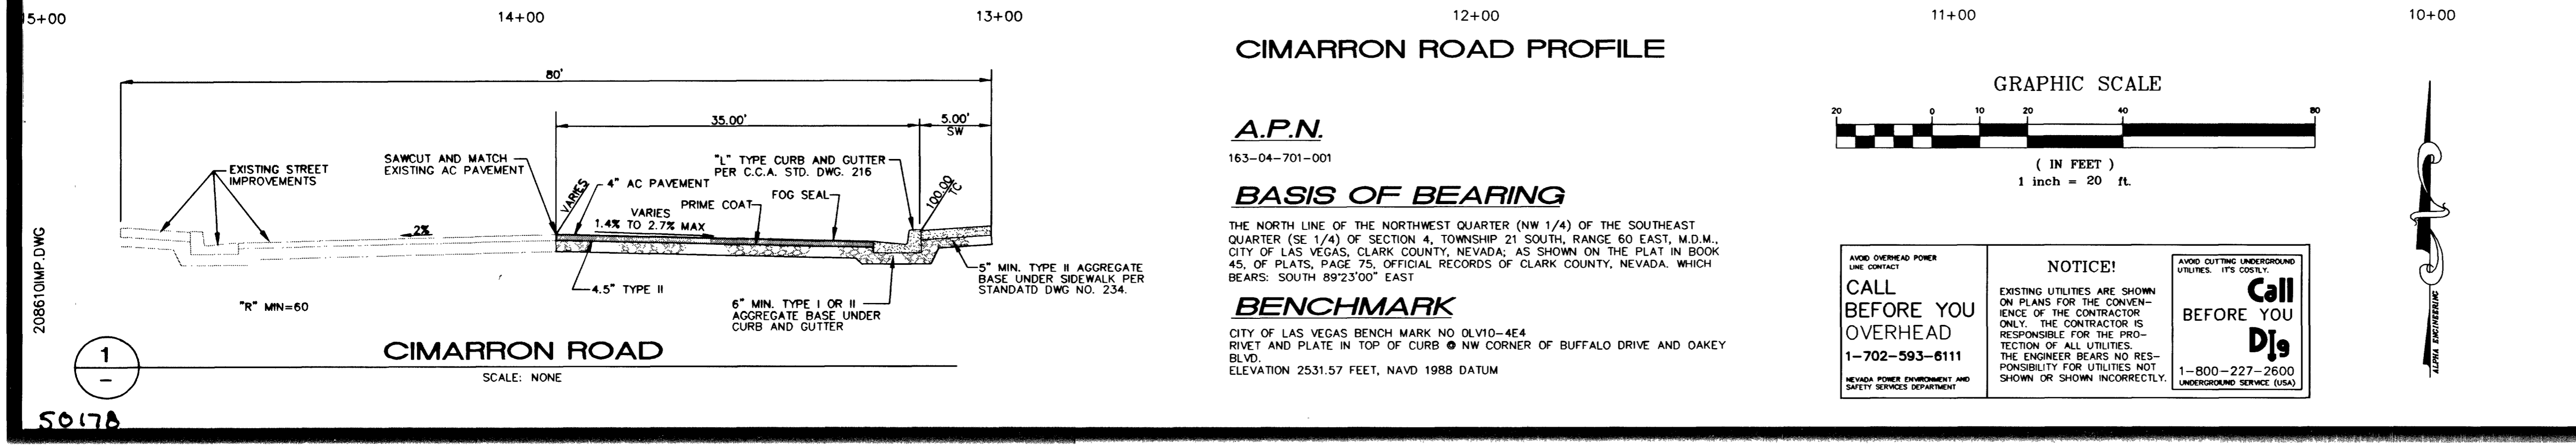 15+00
14+00
13+00
12+00
11+00
10+00
80'
35.00'
5.00'
SW
EXISTING STREET
IMPROVEMENTS
SAWCUT AND MATCH
EXISTING AC PAVEMENT
VARIES
4" AC PAVEMENT
"L" TYPE CURB AND GUTTER
PER C.C.A. STD. DWG. 216
FOG SEAL
PRIME COAT
VARIES
1.4% TO 2.7% MAX
100.00
TC
2%
4.5" TYPE II
"R" MIN=60
6" MIN. TYPE I OR II
AGGREGATE BASE UNDER
CURB AND GUTTER
5" MIN. TYPE II AGGREGATE
BASE UNDER SIDEWALK PER
STANDATD DWG NO. 234.
208610IMP.DWG
1
–
CIMARRON ROAD
SCALE: NONE
50178
CIMARRON ROAD PROFILE
A.P.N.
163-04-701-001
BASIS OF BEARING
THE NORTH LINE OF THE NORTHWEST QUARTER (NW 1/4) OF THE SOUTHEAST
QUARTER (SE 1/4) OF SECTION 4, TOWNSHIP 21 SOUTH, RANGE 60 EAST, M.D.M.,
CITY OF LAS VEGAS, CLARK COUNTY, NEVADA; AS SHOWN ON THE PLAT IN BOOK
45, OF PLATS, PAGE 75, OFFICIAL RECORDS OF CLARK COUNTY, NEVADA. WHICH
BEARS: SOUTH 89°23'00" EAST
BENCHMARK
CITY OF LAS VEGAS BENCH MARK NO 0LV10-4E4
RIVET AND PLATE IN TOP OF CURB @ NW CORNER OF BUFFALO DRIVE AND OAKEY
BLVD.
ELEVATION 2531.57 FEET, NAVD 1988 DATUM
GRAPHIC SCALE
20 0 10 20 40 80
( IN FEET )
1 inch = 20 ft.
AVOID OVERHEAD POWER
LINE CONTACT
CALL
BEFORE YOU
OVERHEAD
1-702-593-6111
NEVADA POWER ENVIRONMENT AND
SAFETY SERVICES DEPARTMENT
NOTICE!
EXISTING UTILITIES ARE SHOWN
ON PLANS FOR THE CONVEN-
IENCE OF THE CONTRACTOR
ONLY. THE CONTRACTOR IS
RESPONSIBLE FOR THE PRO-
TECTION OF ALL UTILITIES.
THE ENGINEER BEARS NO RES-
PONSIBILITY FOR UTILITIES NOT
SHOWN OR SHOWN INCORRECTLY.
AVOID CUTTING UNDERGROUND
UTILITIES. IT'S COSTLY.
Call
BEFORE YOU
DIg
1-800-227-2600
UNDERGROUND SERVICE (USA)
ALPHA ENGINEERING